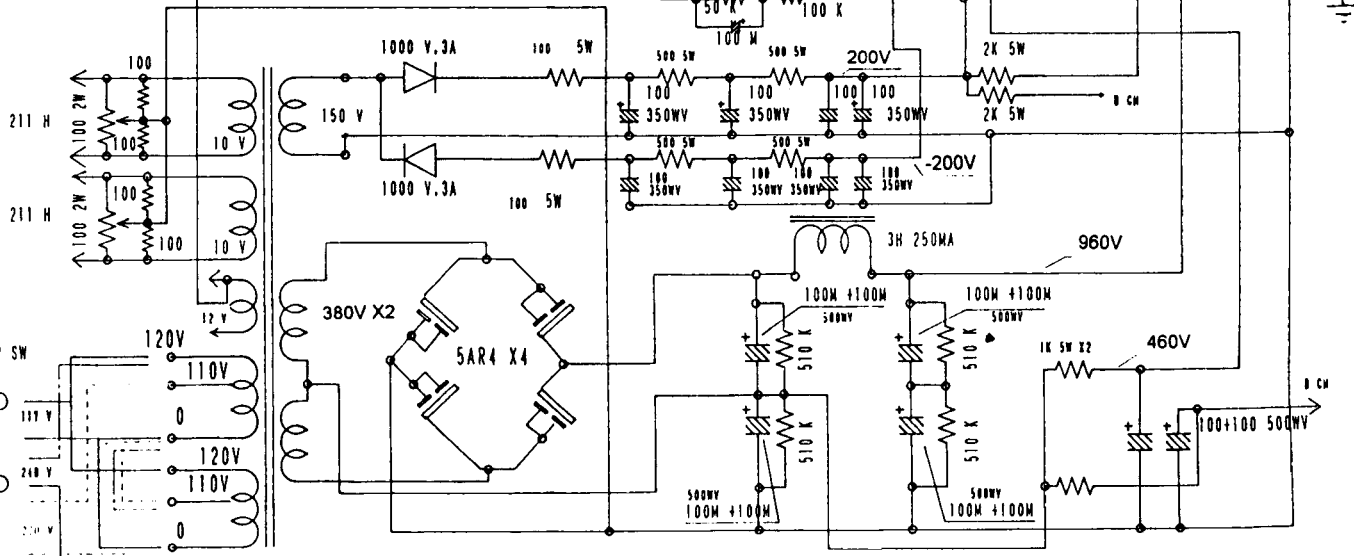 50 K
100 K
100 M
1000 V.3A
100 5W
500 5W
500 5W
200V
2K 5W
100
211 H
100 2W
100
10 V
150 V
100
350WV
100
350WV
100
100
350WV
B CH
2K 5W
1000 V.3A
100 5W
500 5W
500 5W
-200V
100
350WV
100
350WV
100
350WV
100
350WV
211 H
100 2W
100
100
10 V
3H 250MA
960V
12 V
380V X2
5AR4 X4
100M +100M
500WV
510 K
100M +100M
500WV
510 K
1K 5W X2
460V
SW
120V
110V
0
120V
110V
0
117 V
240 V
510 K
510 K
500WV
100M +100M
500WV
100M +100M
100+100 500WV
B CH